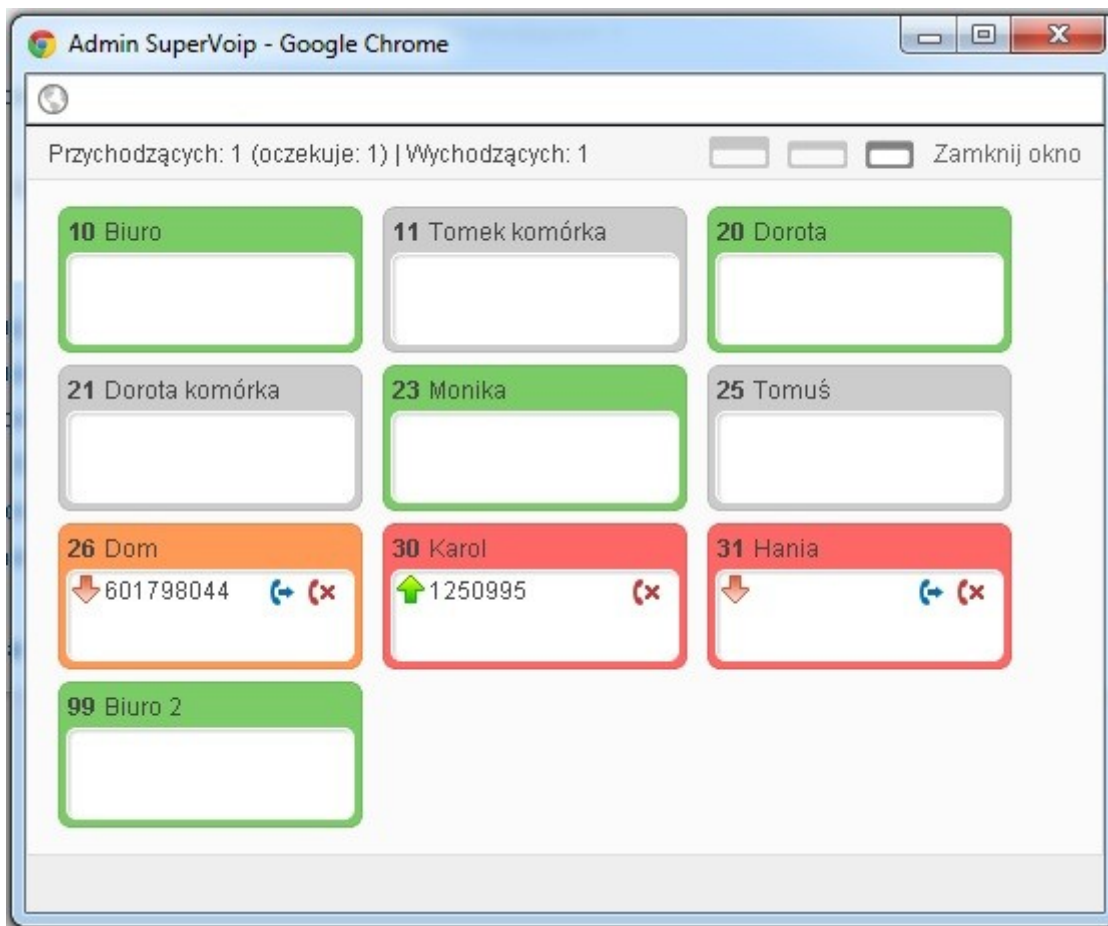 Admin SuperVoip - Google Chrome
Przychodzących: 1 (oczekuje: 1) | Wychodzących: 1 Zamknij okno
10 Biuro 11 Tomek komórka 20 Dorota
21 Dorota komórka 23 Monika 25 Tomuś
26 Dom 30 Karol 31 Hania
601798044 1250995
99 Biuro 2